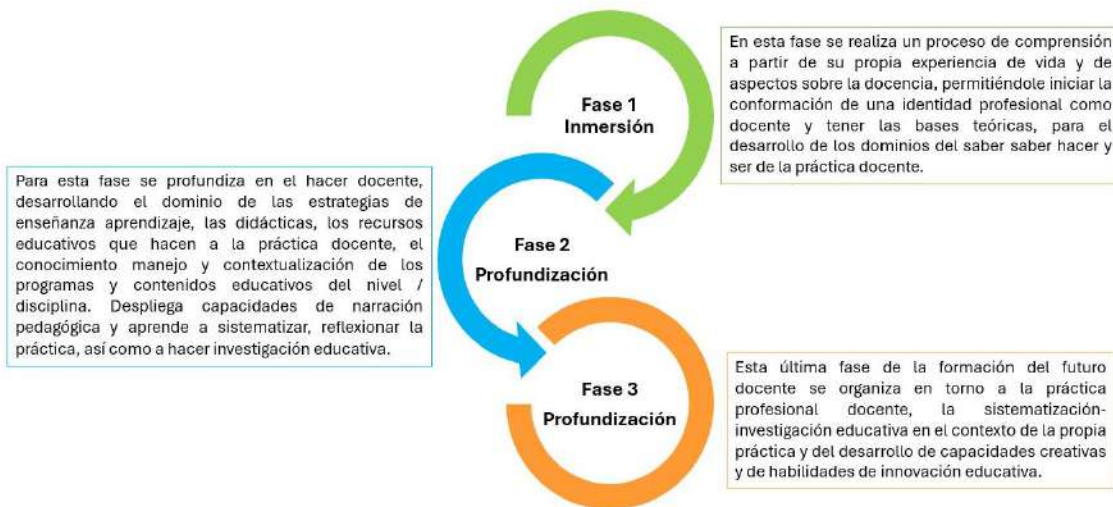 Fase 1
Inmersión
En esta fase se realiza un proceso de comprensión
a partir de su propia experiencia de vida y de
aspectos sobre la docencia, permitiéndole iniciar la
conformación de una identidad profesional como
docente y tener las bases teóricas, para el
desarrollo de los dominios del saber saber hacer y
ser de la práctica docente.
Para esta fase se profundiza en el hacer docente,
desarrollando el dominio de las estrategias de
enseñanza aprendizaje, las didácticas, los recursos
educativos que hacen a la práctica docente, el
conocimiento manejo y contextualización de los
programas y contenidos educativos del nivel /
disciplina. Despliega capacidades de narración
pedagógica y aprende a sistematizar, reflexionar la
práctica, así como a hacer investigación educativa.
Fase 2
Profundización
Fase 3
Profundización
Esta última fase de la formación del futuro
docente se organiza en torno a la práctica
profesional docente, la sistematización-
investigación educativa en el contexto de la propia
práctica y del desarrollo de capacidades creativas
y de habilidades de innovación educativa.